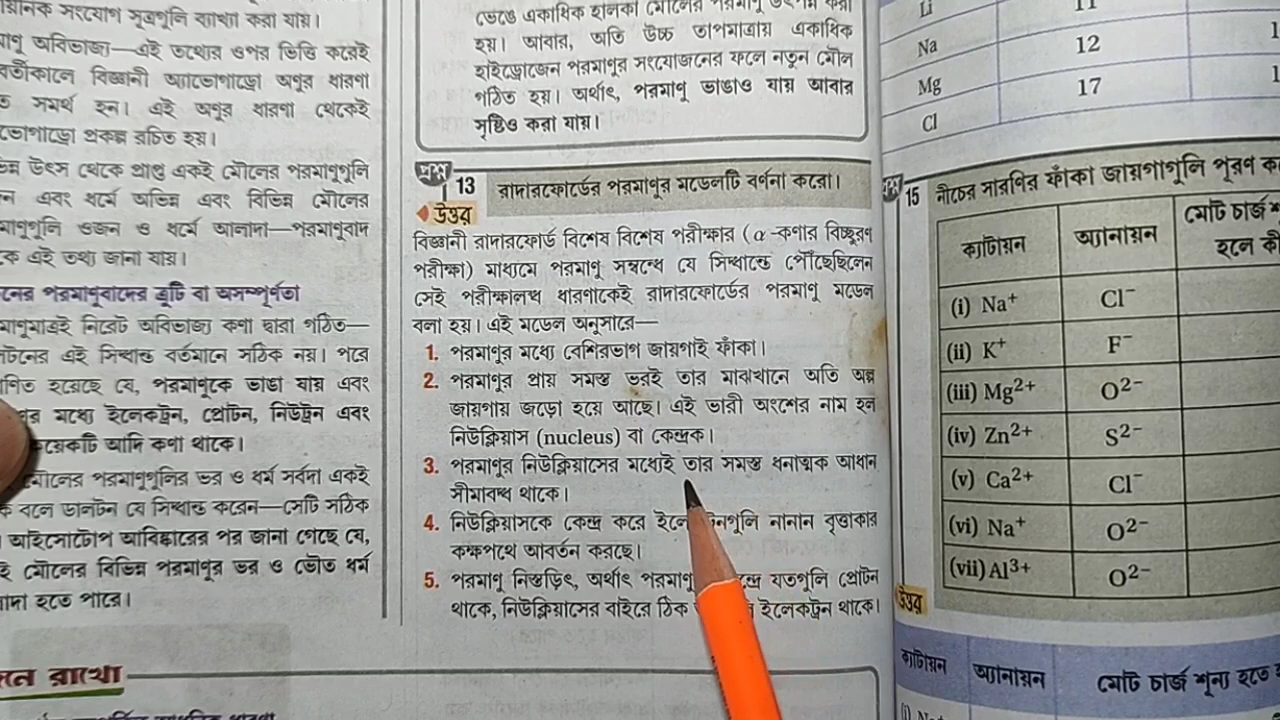 সংযোগ সূত্রগুলি ব্যাখ্যা করা যায়।
অবিভাজ্য—এই তথ্যের ওপর ভিত্তি করেই
বিজ্ঞানী অ্যাভোগাড্রো অণুর ধারণা
সমর্থ হন। এই অণুর ধারণা থেকেই
প্রকল্প রচিত হয়।
উৎস থেকে প্রাপ্ত একই মৌলের পরমাণুগুলি
এবং ধর্মে অভিন্ন এবং বিভিন্ন মৌলের
ওজন ও ধর্মে আলাদা—পরমাণুবাদ
এই তথ্য জানা যায়।
পরমাণুবাদের ত্রুটি বা অসম্পূর্ণতা
নিরেট অবিভাজ্য কণা দ্বারা গঠিত—
এই সিদ্ধান্ত বর্তমানে সঠিক নয়। পরে
হয়েছে যে, পরমাণুকে ভাঙা যায় এবং
মধ্যে ইলেকট্রন, প্রোটন, নিউট্রন এবং
কয়েকটি আদি কণা থাকে।
মৌলের পরমাণুগুলির ভর ও ধর্ম সর্বদা একই
বলে ডালটন যে সিদ্ধান্ত করেন—সেটি সঠিক
আইসোটোপ আবিষ্কারের পর জানা গেছে যে,
মৌলের বিভিন্ন পরমাণুর ভর ও ভৌত ধর্ম
হতে পারে।
রাখো
ভেঙে একাধিক হালকা মৌলের পরমাণু করা
হয়। আবার, অতি উচ্চ তাপমাত্রায় একাধিক
হাইড্রোজেন পরমাণুর সংযোজনের ফলে নতুন মৌল
গঠিত হয়। অর্থাৎ, পরমাণু ভাঙাও যায় আবার
সৃষ্টিও করা যায়।
প্রশ্ন 13 রাদারফোর্ডের পরমাণুর মডেলটি বর্ণনা করো।
উত্তর
বিজ্ঞানী রাদারফোর্ড বিশেষ বিশেষ পরীক্ষার (α-কণার বিচ্ছুরণ
পরীক্ষা) মাধ্যমে পরমাণু সম্বন্ধে যে সিদ্ধান্তে পৌঁছেছিলেন
সেই পরীক্ষালব্ধ ধারণাকেই রাদারফোর্ডের পরমাণু মডেল
বলা হয়। এই মডেল অনুসারে—
1. পরমাণুর মধ্যে বেশিরভাগ জায়গাই ফাঁকা।
2. পরমাণুর প্রায় সমস্ত ভরই তার মাঝখানে অতি অল্প
জায়গায় জড়ো হয়ে আছে। এই ভারী অংশের নাম হল
নিউক্লিয়াস (nucleus) বা কেন্দ্রক।
3. পরমাণুর নিউক্লিয়াসের মধ্যেই তার সমস্ত ধনাত্মক আধান
সীমাবদ্ধ থাকে।
4. নিউক্লিয়াসকে কেন্দ্র করে নানান বৃত্তাকার
কক্ষপথে আবর্তন করছে।
5. পরমাণু নিস্তড়িৎ, অর্থাৎ যতগুলি প্রোটন
থাকে, নিউক্লিয়াসের বাইরে ঠিক ইলেকট্রন থাকে।
Li 11
Na 12
Mg 17
Cl
15 নীচের সারণির ফাঁকা জায়গাগুলি পূরণ
ক্যাটায়ন অ্যানায়ন মোট চার্জ
হলে
(i) Na⁺ Cl⁻
(ii) K⁺ F⁻
(iii) Mg²⁺ O²⁻
(iv) Zn²⁺ S²⁻
(v) Ca²⁺ Cl⁻
(vi) Na⁺ O²⁻
(vii) Al³⁺ O²⁻
উত্তর
ক্যাটায়ন অ্যানায়ন মোট চার্জ শূন্য হতে